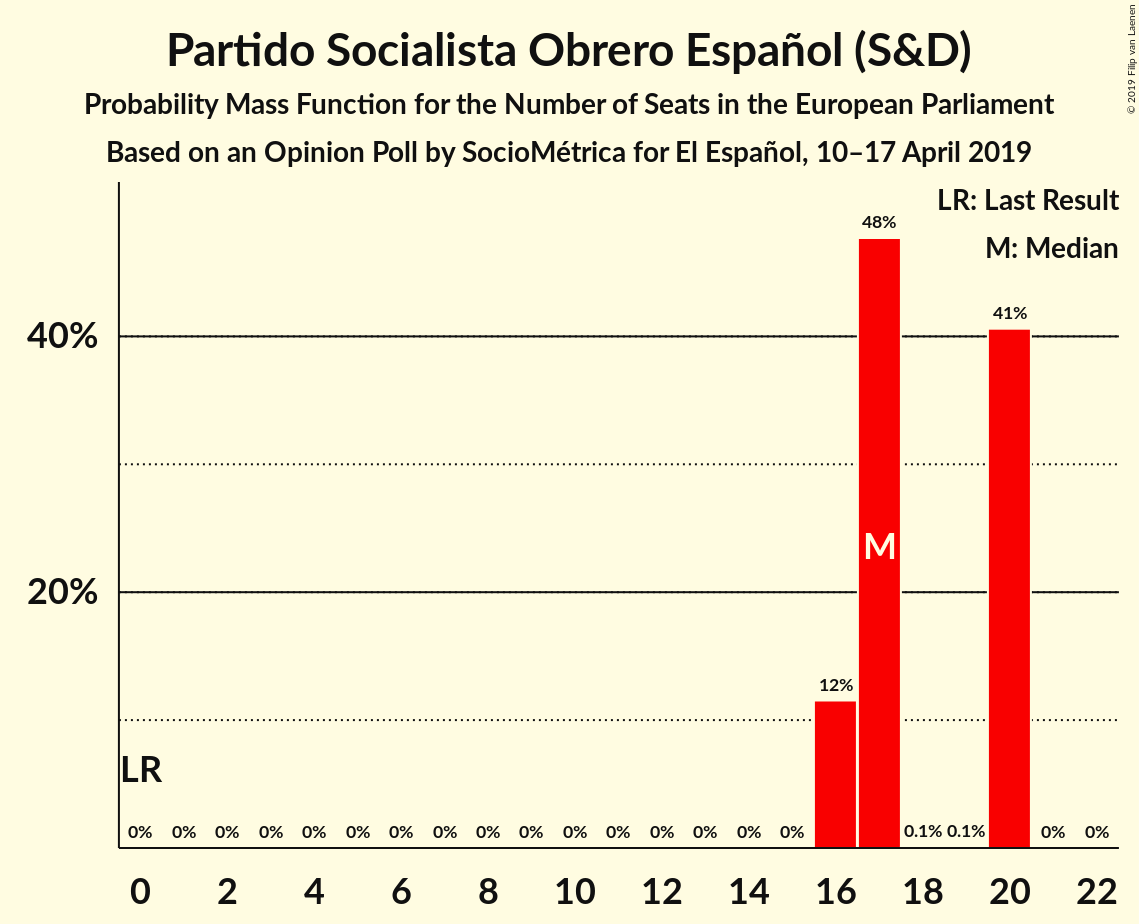 Partido Socialista Obrero Español (S&D)
Probability Mass Function for the Number of Seats in the European Parliament
Based on an Opinion Poll by SocioMétrica for El Español, 10–17 April 2019
© 2019 Filip van Laenen
LR: Last Result
M: Median
48%
41%
40%
M
20%
12%
LR
0% 0% 0% 0% 0% 0% 0% 0% 0% 0% 0% 0% 0% 0% 0% 0% 0.1% 0.1% 0% 0%
0 2 4 6 8 10 12 14 16 18 20 22